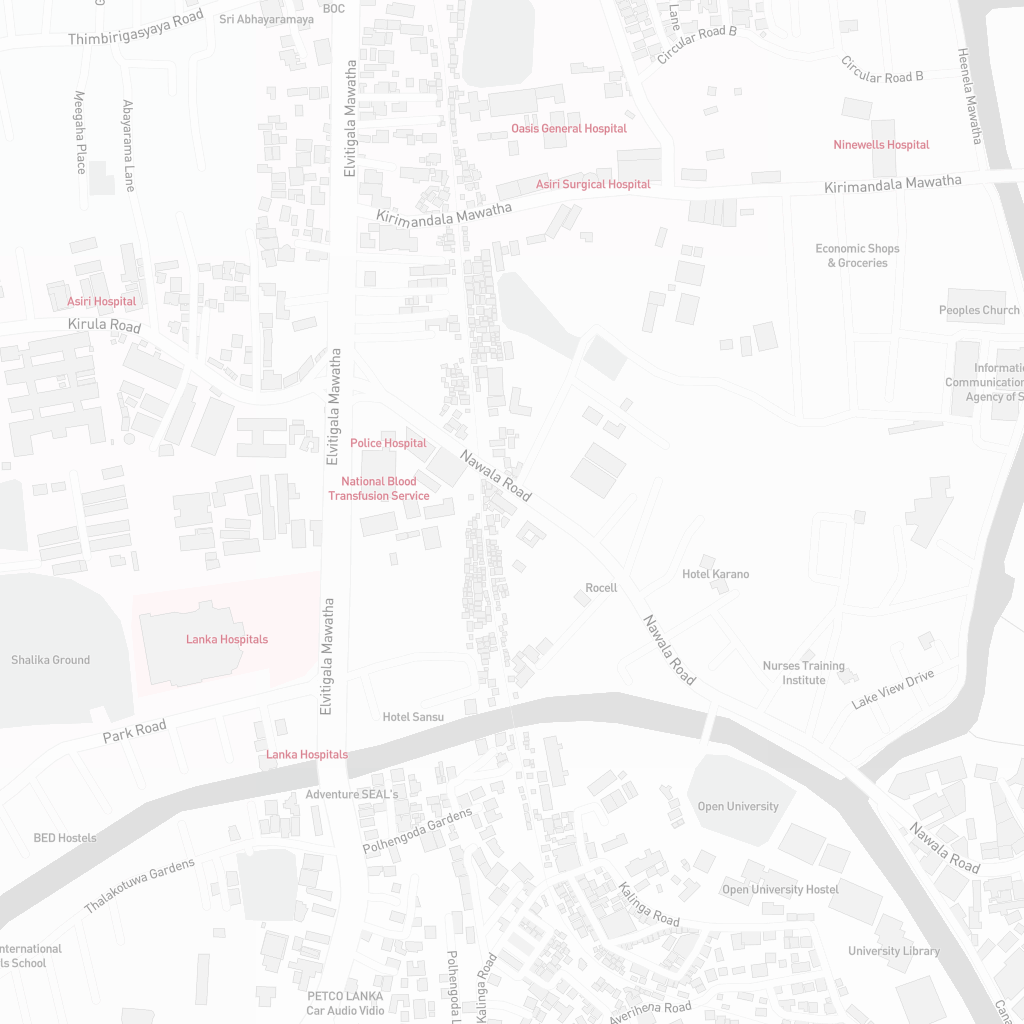 BOC
Sri Abhayaramaya
Thimbirigasyaya Road
Lane
Circular Road B
Circular Road B
Heenela Mawatha
Meegaha Place
Abayarama Lane
Elvitigala Mawatha
Oasis General Hospital
Ninewells Hospital
Asiri Surgical Hospital
Kirimandala Mawatha
Kirimandala Mawatha
Economic Shops
& Groceries
Asiri Hospital
Kirula Road
Peoples Church
Informatio
Communication
Agency of S
Elvitigala Mawatha
Police Hospital
National Blood
Transfusion Service
Nawala Road
Hotel Karano
Rocell
Elvitigala Mawatha
Nawala Road
Lanka Hospitals
Shalika Ground
Nurses Training
Institute
Lake View Drive
Hotel Sansu
Park Road
Lanka Hospitals
Adventure SEAL's
Open University
BED Hostels
Polhengoda Gardens
Nawala Road
Thalakotuwa Gardens
Open University Hostel
Kalinga Road
nternational
ls School
University Library
Polhengoda L
Kalinga Road
PETCO LANKA
Car Audio Vidio
Averihena Road
Cana